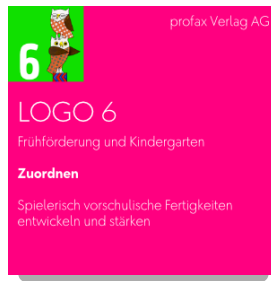 profax Verlag AG
6
LOGO 6
Frühförderung und Kindergarten
Zuordnen
Spielerisch vorschulische Fertigkeiten
entwickeln und stärken